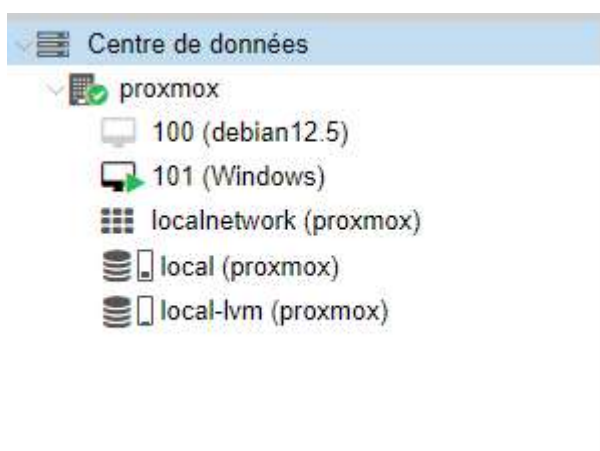 Centre de données
proxmox
100 (debian12.5)
101 (Windows)
localnetwork (proxmox)
local (proxmox)
local-lvm (proxmox)